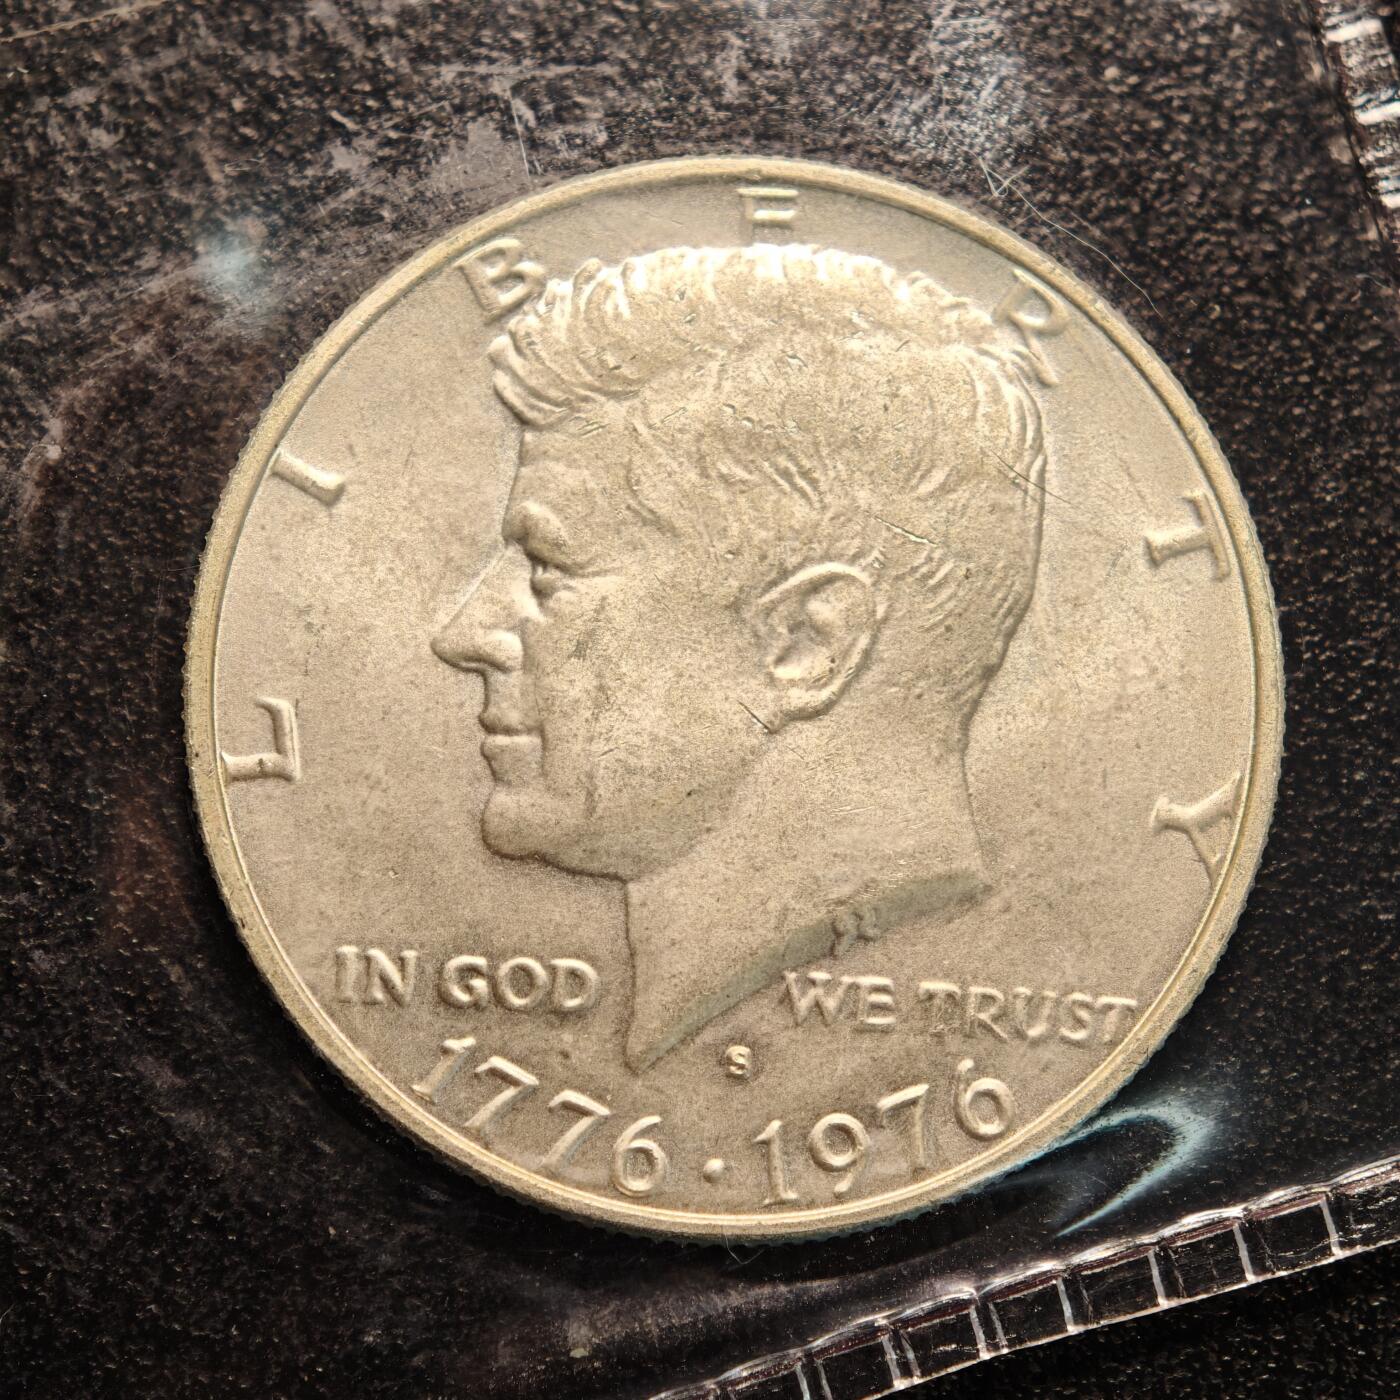 LIBERTY
IN GOD WE TRUST
S
1776·1976